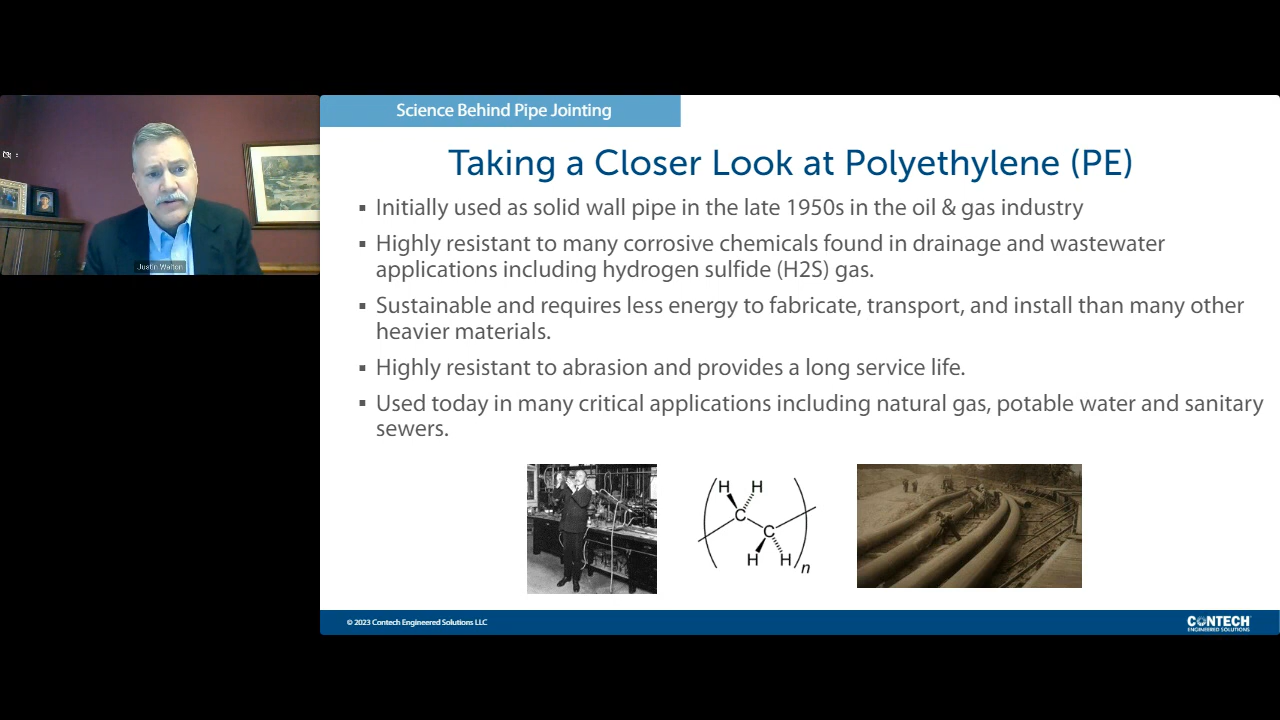 Science Behind Pipe Jointing
Taking a Closer Look at Polyethylene (PE)
▪ Initially used as solid wall pipe in the late 1950s in the oil & gas industry
▪ Highly resistant to many corrosive chemicals found in drainage and wastewater
applications including hydrogen sulfide (H2S) gas.
▪ Sustainable and requires less energy to fabricate, transport, and install than many other
heavier materials.
▪ Highly resistant to abrasion and provides a long service life.
▪ Used today in many critical applications including natural gas, potable water and sanitary
sewers.
Justin Walton
H H
C
C
H H n
© 2023 Contech Engineered Solutions LLC
CONTECH
ENGINEERED SOLUTIONS